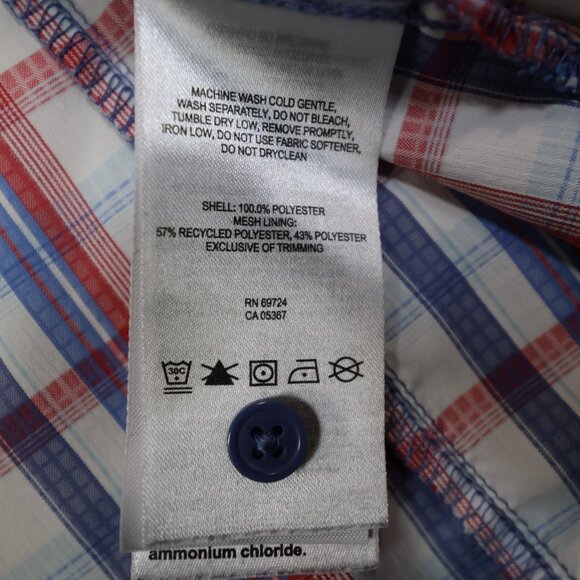 MACHINE WASH COLD GENTLE,
WASH SEPARATELY, DO NOT BLEACH,
TUMBLE DRY LOW, REMOVE PROMPTLY,
IRON LOW, DO NOT USE FABRIC SOFTENER,
DO NOT DRYCLEAN
SHELL: 100.0% POLYESTER
MESH LINING:
57% RECYCLED POLYESTER, 43% POLYESTER
EXCLUSIVE OF TRIMMING
RN 69724
CA 05367
30C
ammonium chloride.